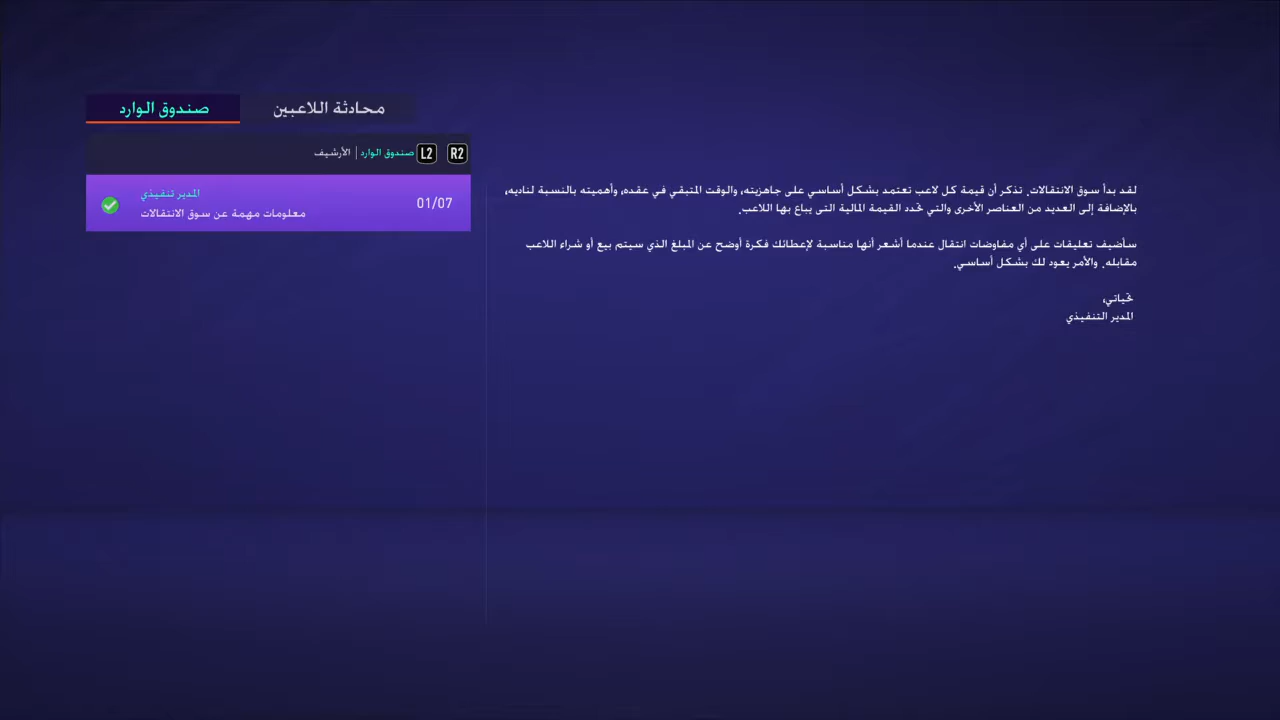 صندوق الوارد
محادثة اللاعبين
الأرشيف | صندوق الوارد L2 R2
المدير تنفيذي
معلومات مهمة عن سوق الانتقالات
01/07
لقد بدأ سوق الانتقالات. تذكر أن قيمة كل لاعب تعتمد بشكل أساسي على جاهزيته، والوقت المتبقي في عقده، وأهميته بالنسبة لناديه،
بالإضافة إلى العديد من العناصر الأخرى والتي تحدد القيمة المالية التى يباع بها اللاعب.
سأضيف تعليقات على أي مفاوضات انتقال عندما أشعر أنها مناسبة لإعطائك فكرة أوضح عن المبلغ الذي سيتم بيع أو شراء اللاعب
مقابله. والأمر يعود لك بشكل أساسي.
تحياتي،
المدير التنفيذي